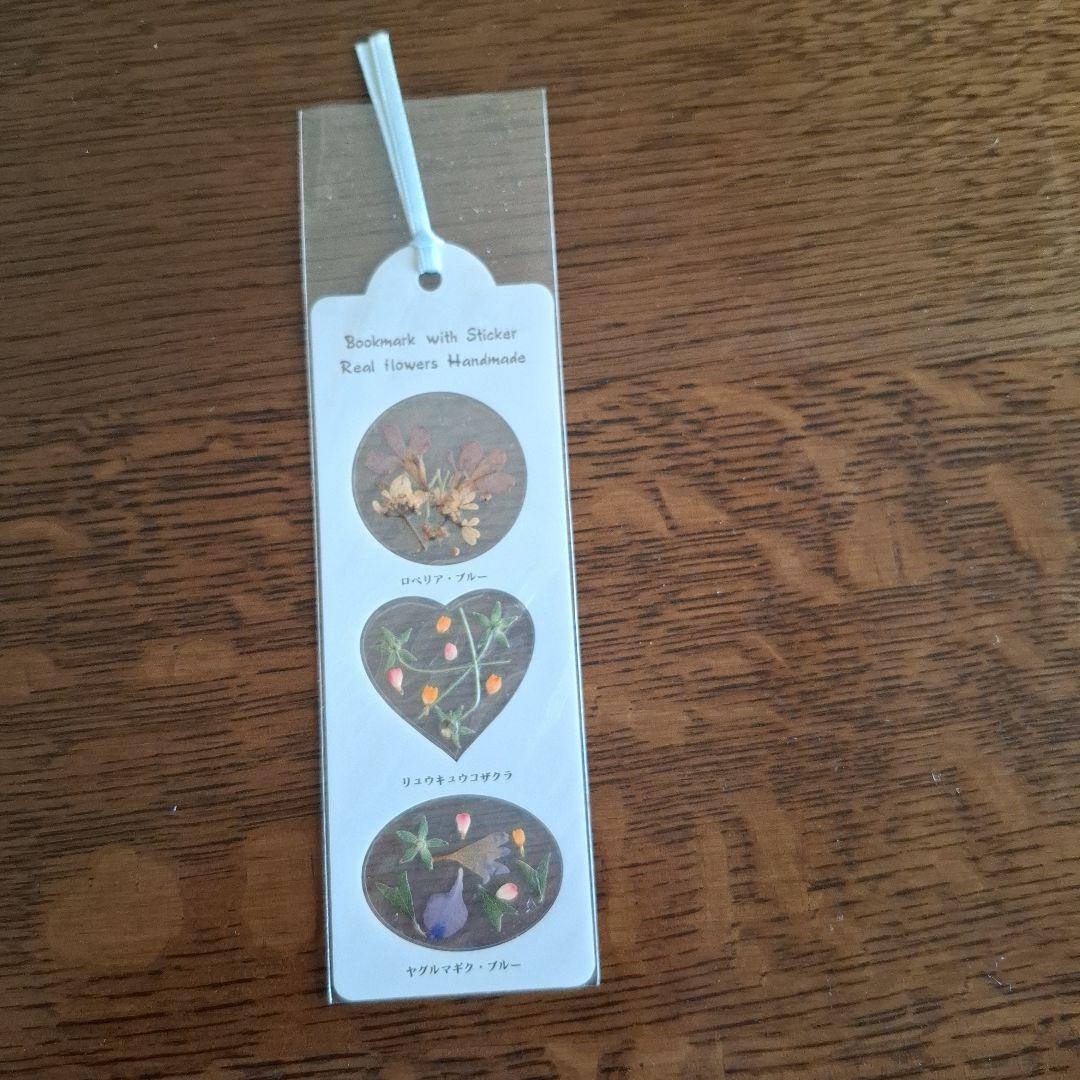 Bookmark with Sticker
Real flowers Handmade
ロベリア・ブルー
リュウキュウコザクラ
ヤグルマギク・ブルー